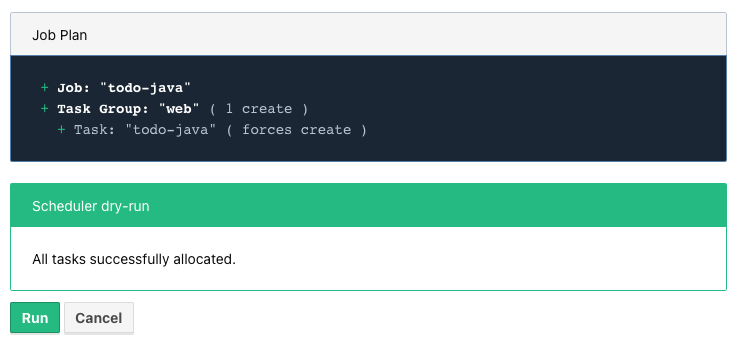 Job Plan
+ Job: "todo-java"
+ Task Group: "web" ( 1 create )
+ Task: "todo-java" ( forces create )
Scheduler dry-run
All tasks successfully allocated.
Run Cancel